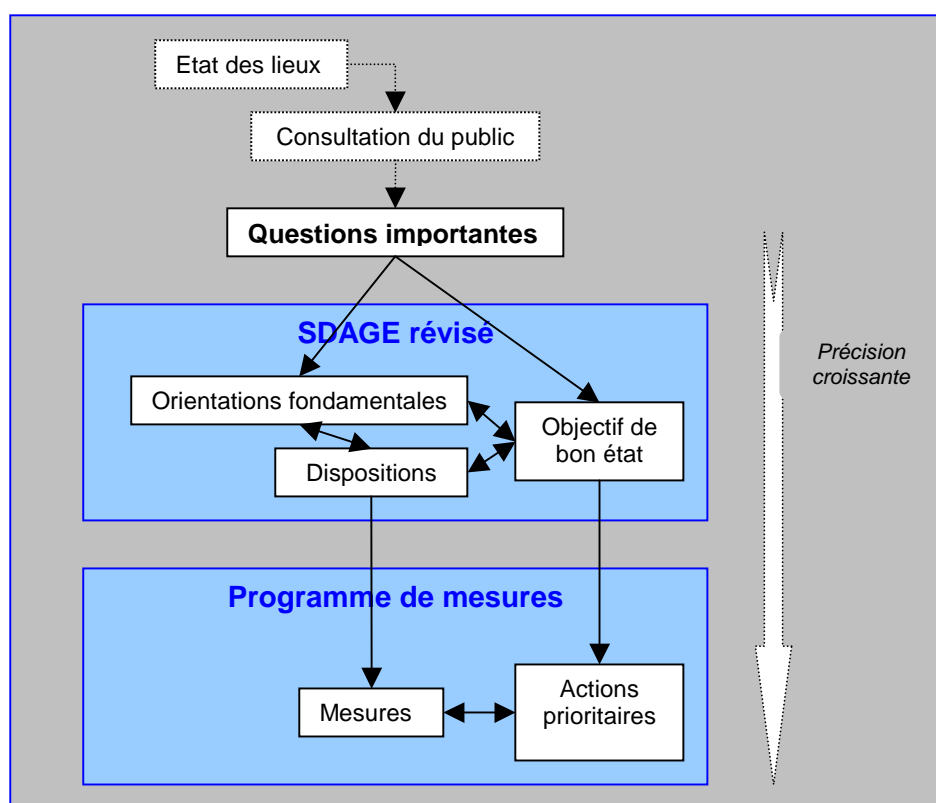 Etat des lieux
Consultation du public
Questions importantes
SDAGE révisé
Précision
croissante
Orientations fondamentales
Objectif de
bon état
Dispositions
Programme de mesures
Mesures
Actions
prioritaires